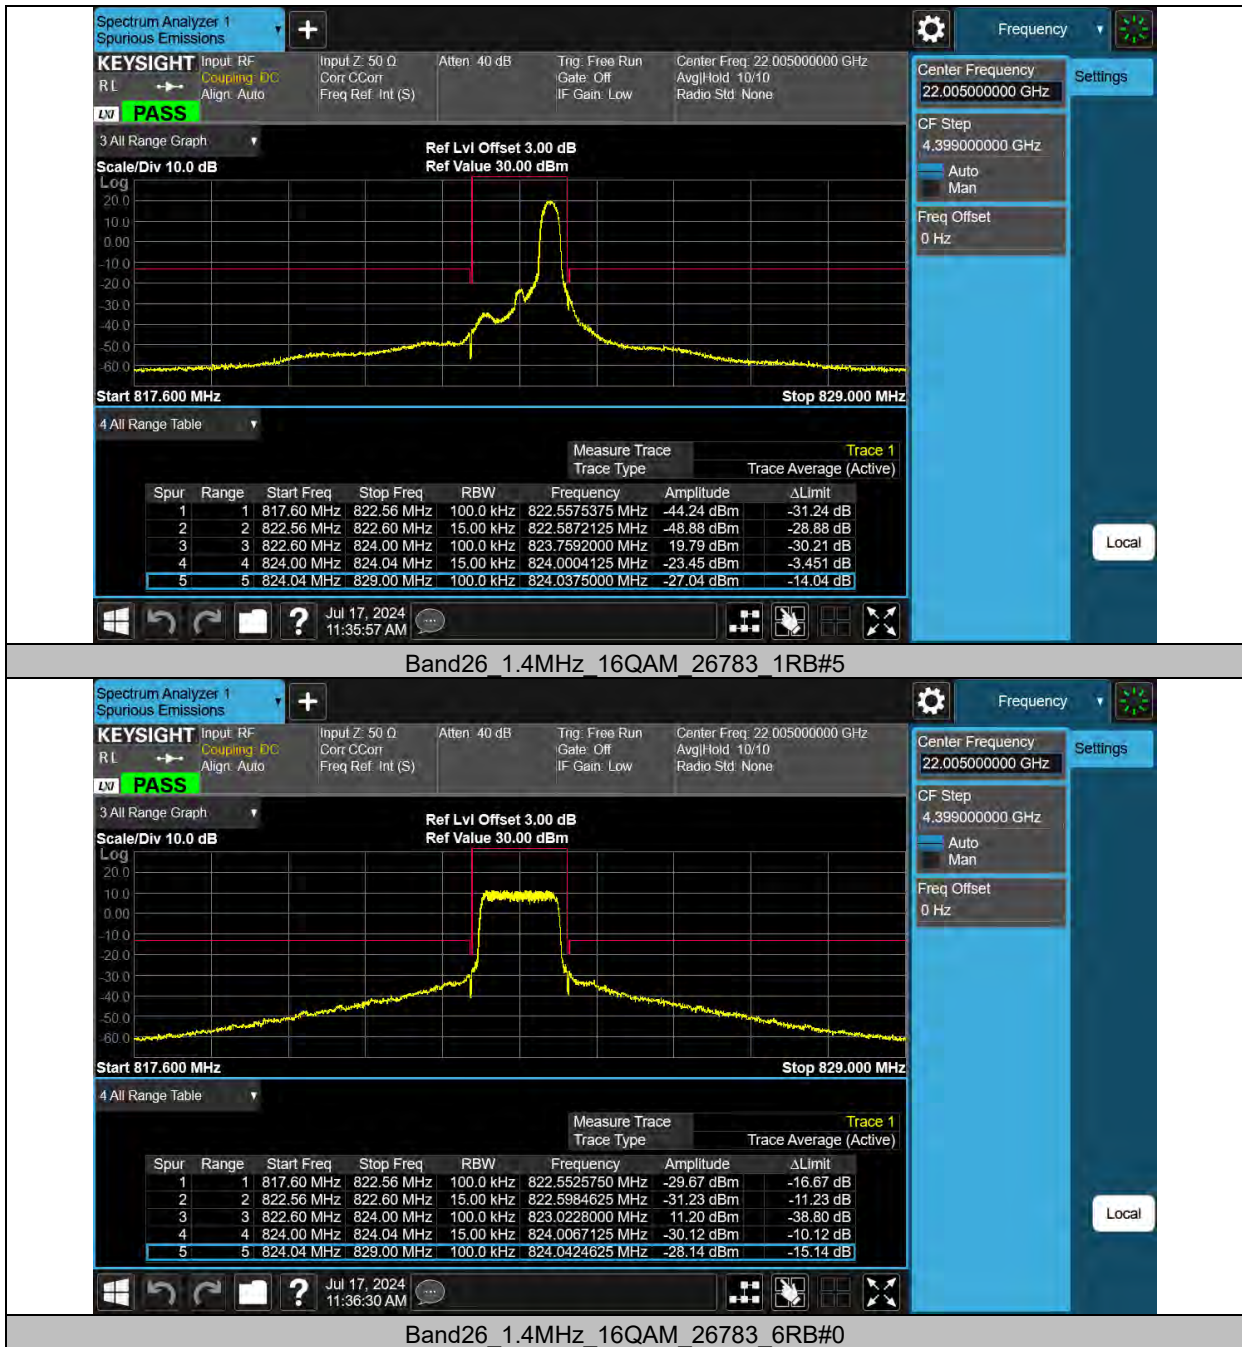 Spectrum Analyzer 1
Spurious Emissions
+
Frequency
KEYSIGHT Input: RF Input Z: 50 Ω Atten: 40 dB Trig: Free Run Center Freq: 22.005000000 GHz
RL Coupling: DC Corr CCorr Gate: Off Avg|Hold: 10/10
Align: Auto Freq Ref: Int (S) IF Gain: Low Radio Std: None
LXI PASS
Center Frequency
22.005000000 GHz
Settings
CF Step
4.399000000 GHz
Auto
Man
Freq Offset
0 Hz
Local
3 All Range Graph
Scale/Div 10.0 dB
Ref Lvl Offset 3.00 dB
Ref Value 30.00 dBm
Log
20.0
10.0
0.00
-10.0
-20.0
-30.0
-40.0
-50.0
-60.0
Start 817.600 MHz Stop 829.000 MHz
4 All Range Table
Measure Trace Trace 1
Trace Type Trace Average (Active)
Spur Range Start Freq Stop Freq RBW Frequency Amplitude ΔLimit
1 1 817.60 MHz 822.56 MHz 100.0 kHz 822.5575375 MHz -44.24 dBm -31.24 dB
2 2 822.56 MHz 822.60 MHz 15.00 kHz 822.5872125 MHz -48.88 dBm -28.88 dB
3 3 822.60 MHz 824.00 MHz 100.0 kHz 823.7592000 MHz 19.79 dBm -30.21 dB
4 4 824.00 MHz 824.04 MHz 15.00 kHz 824.0004125 MHz -23.45 dBm -3.451 dB
5 5 824.04 MHz 829.00 MHz 100.0 kHz 824.0375000 MHz -27.04 dBm -14.04 dB
? Jul 17, 2024
11:35:57 AM
Band26_1.4MHz_16QAM_26783_1RB#5
Spectrum Analyzer 1
Spurious Emissions
+
Frequency
KEYSIGHT Input: RF Input Z: 50 Ω Atten: 40 dB Trig: Free Run Center Freq: 22.005000000 GHz
RL Coupling: DC Corr CCorr Gate: Off Avg|Hold: 10/10
Align: Auto Freq Ref: Int (S) IF Gain: Low Radio Std: None
LXI PASS
Center Frequency
22.005000000 GHz
Settings
CF Step
4.399000000 GHz
Auto
Man
Freq Offset
0 Hz
Local
3 All Range Graph
Scale/Div 10.0 dB
Ref Lvl Offset 3.00 dB
Ref Value 30.00 dBm
Log
20.0
10.0
0.00
-10.0
-20.0
-30.0
-40.0
-50.0
-60.0
Start 817.600 MHz Stop 829.000 MHz
4 All Range Table
Measure Trace Trace 1
Trace Type Trace Average (Active)
Spur Range Start Freq Stop Freq RBW Frequency Amplitude ΔLimit
1 1 817.60 MHz 822.56 MHz 100.0 kHz 822.5525750 MHz -29.67 dBm -16.67 dB
2 2 822.56 MHz 822.60 MHz 15.00 kHz 822.5984625 MHz -31.23 dBm -11.23 dB
3 3 822.60 MHz 824.00 MHz 100.0 kHz 823.0228000 MHz 11.20 dBm -38.80 dB
4 4 824.00 MHz 824.04 MHz 15.00 kHz 824.0067125 MHz -30.12 dBm -10.12 dB
5 5 824.04 MHz 829.00 MHz 100.0 kHz 824.0424625 MHz -28.14 dBm -15.14 dB
? Jul 17, 2024
11:36:30 AM
Band26_1.4MHz_16QAM_26783_6RB#0